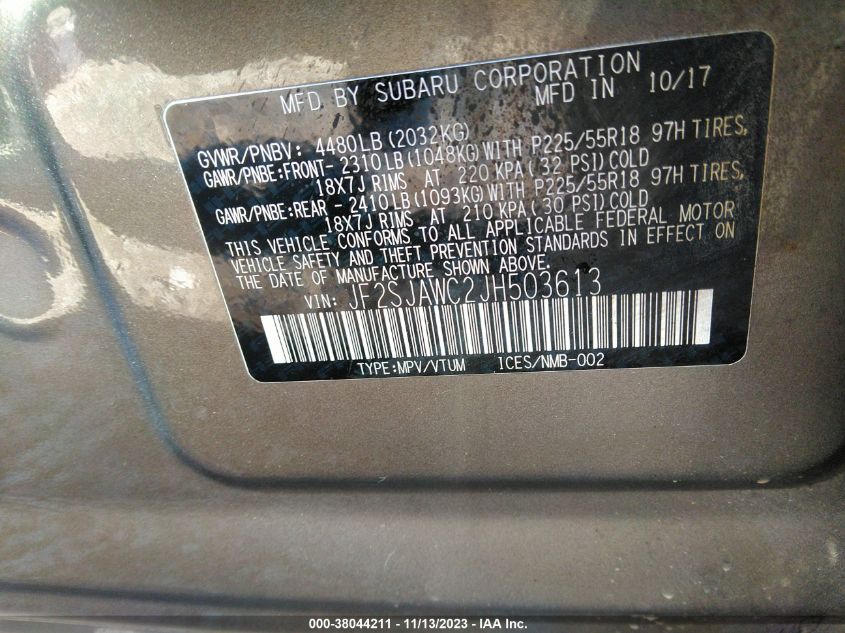 MFD BY SUBARU CORPORATION
MFD IN 10/17
GVWR/PNBV: 4480LB (2032KG)
GAWR/PNBE:FRONT- 2310LB (1048KG) WITH P225/55R18 97H TIRES,
18X7J RIMS AT 220 KPA (32 PSI) COLD
GAWR/PNBE:REAR - 2410LB (1093KG) WITH P225/55R18 97H TIRES,
18X7J RIMS AT 210 KPA (30 PSI) COLD
THIS VEHICLE CONFORMS TO ALL APPLICABLE FEDERAL MOTOR
VEHICLE SAFETY AND THEFT PREVENTION STANDARDS IN EFFECT ON
THE DATE OF MANUFACTURE SHOWN ABOVE.
VIN: JF2SJAWC2JH503613
TYPE:MPV/VTUM ICES/NMB-002
000-38044211 - 11/13/2023 - IAA Inc.